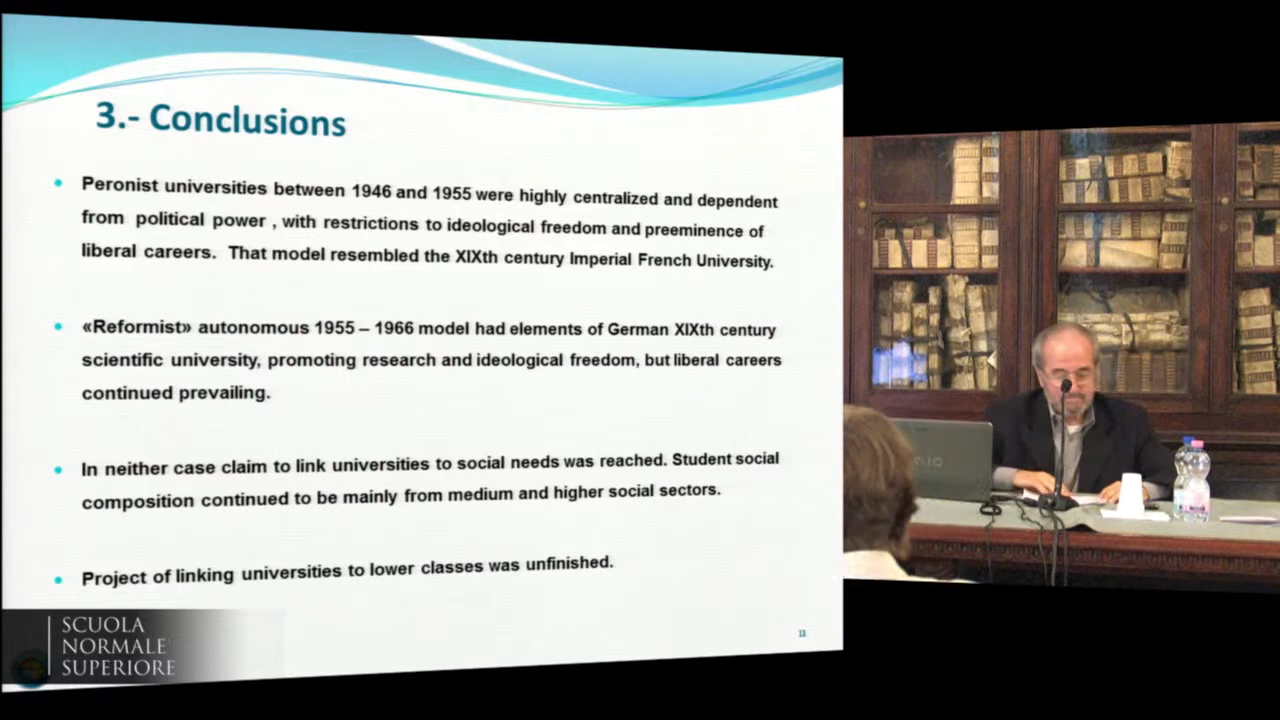 3.- Conclusions
Peronist universities between 1946 and 1955 were highly centralized and dependent
from political power , with restrictions to ideological freedom and preeminence of
liberal careers. That model resembled the XIXth century Imperial French University.
«Reformist» autonomous 1955 – 1966 model had elements of German XIXth century
scientific university, promoting research and ideological freedom, but liberal careers
continued prevailing.
In neither case claim to link universities to social needs was reached. Student social
composition continued to be mainly from medium and higher social sectors.
Project of linking universities to lower classes was unfinished.
11
SCUOLA
NORMALE
SUPERIORE